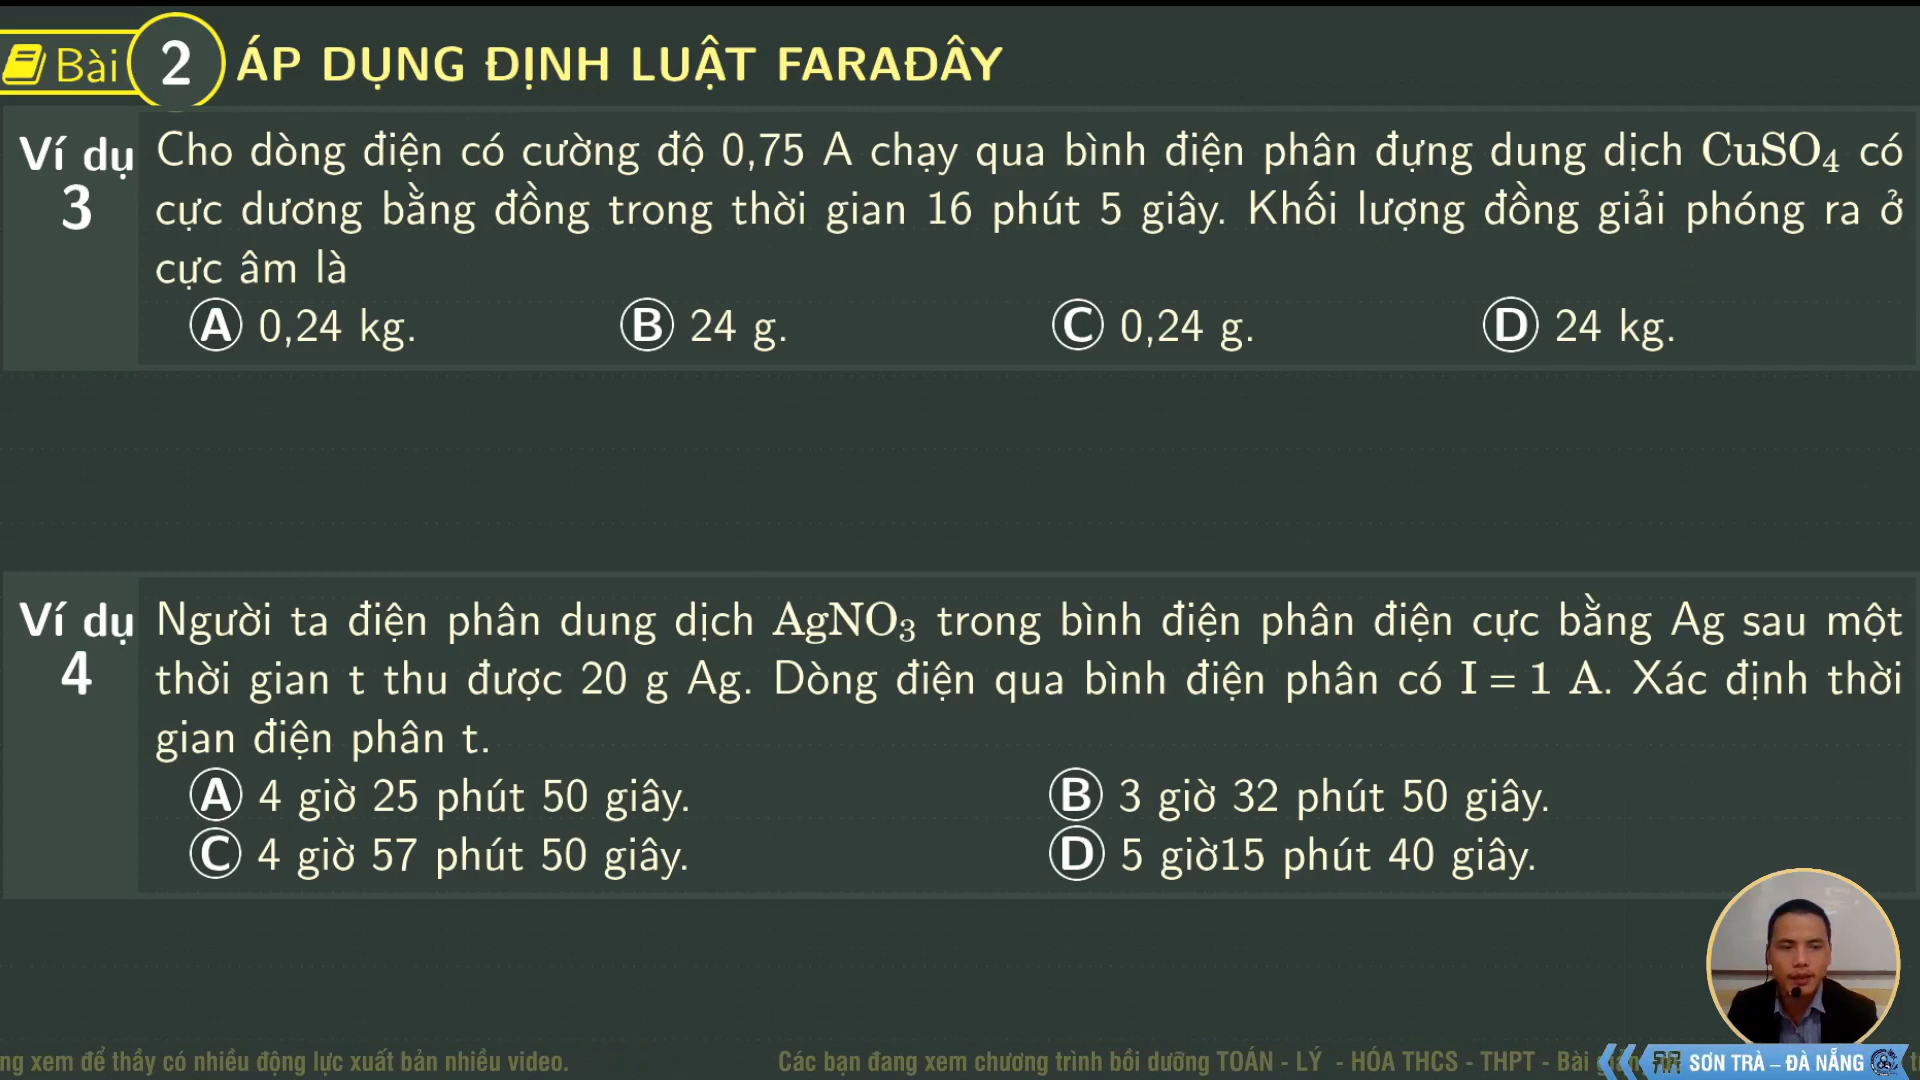 Bài 2 ÁP DỤNG ĐỊNH LUẬT FARAĐÂY
Ví dụ 3
Cho dòng điện có cường độ 0,75 A chạy qua bình điện phân đựng dung dịch CuSO₄ có
cực dương bằng đồng trong thời gian 16 phút 5 giây. Khối lượng đồng giải phóng ra ở
cực âm là
A 0,24 kg. B 24 g. C 0,24 g. D 24 kg.
Ví dụ 4
Người ta điện phân dung dịch AgNO₃ trong bình điện phân điện cực bằng Ag sau một
thời gian t thu được 20 g Ag. Dòng điện qua bình điện phân có I = 1 A. Xác định thời
gian điện phân t.
A 4 giờ 25 phút 50 giây. B 3 giờ 32 phút 50 giây.
C 4 giờ 57 phút 50 giây. D 5 giờ15 phút 40 giây.
ng xem để thầy có nhiều động lực xuất bản nhiều video. Các bạn đang xem chương trình bồi dưỡng TOÁN - LÝ - HÓA THCS - THPT - Bài
SƠN TRÀ – ĐÀ NẴNG